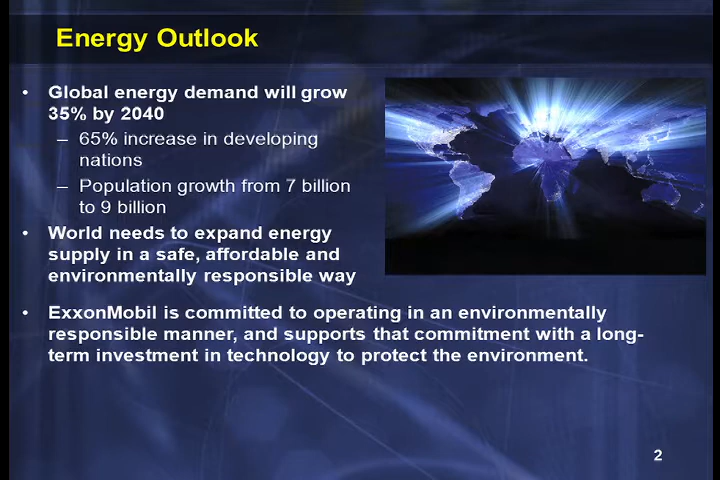 Energy Outlook
• Global energy demand will grow
35% by 2040
– 65% increase in developing
nations
– Population growth from 7 billion
to 9 billion
• World needs to expand energy
supply in a safe, affordable and
environmentally responsible way
• ExxonMobil is committed to operating in an environmentally
responsible manner, and supports that commitment with a long-
term investment in technology to protect the environment.
2